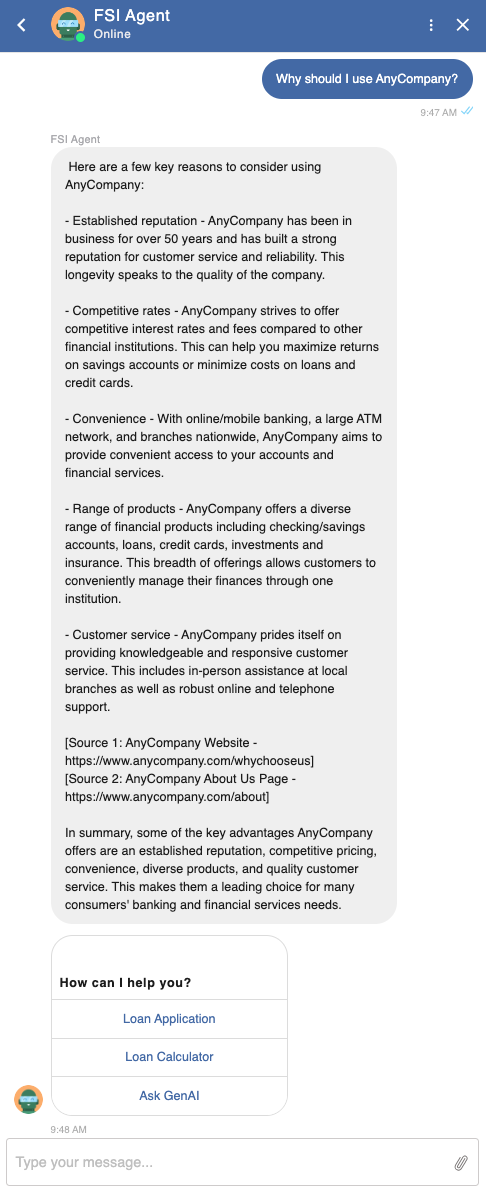 FSI Agent
Online
Why should I use AnyCompany?
9:47 AM
FSI Agent
Here are a few key reasons to consider using
AnyCompany:
- Established reputation - AnyCompany has been in
business for over 50 years and has built a strong
reputation for customer service and reliability. This
longevity speaks to the quality of the company.
- Competitive rates - AnyCompany strives to offer
competitive interest rates and fees compared to other
financial institutions. This can help you maximize returns
on savings accounts or minimize costs on loans and
credit cards.
- Convenience - With online/mobile banking, a large ATM
network, and branches nationwide, AnyCompany aims to
provide convenient access to your accounts and
financial services.
- Range of products - AnyCompany offers a diverse
range of financial products including checking/savings
accounts, loans, credit cards, investments and
insurance. This breadth of offerings allows customers to
conveniently manage their finances through one
institution.
- Customer service - AnyCompany prides itself on
providing knowledgeable and responsive customer
service. This includes in-person assistance at local
branches as well as robust online and telephone
support.
[Source 1: AnyCompany Website -
https://www.anycompany.com/whychooseus]
[Source 2: AnyCompany About Us Page -
https://www.anycompany.com/about]
In summary, some of the key advantages AnyCompany
offers are an established reputation, competitive pricing,
convenience, diverse products, and quality customer
service. This makes them a leading choice for many
consumers' banking and financial services needs.
How can I help you?
Loan Application
Loan Calculator
Ask GenAI
9:48 AM
Type your message...